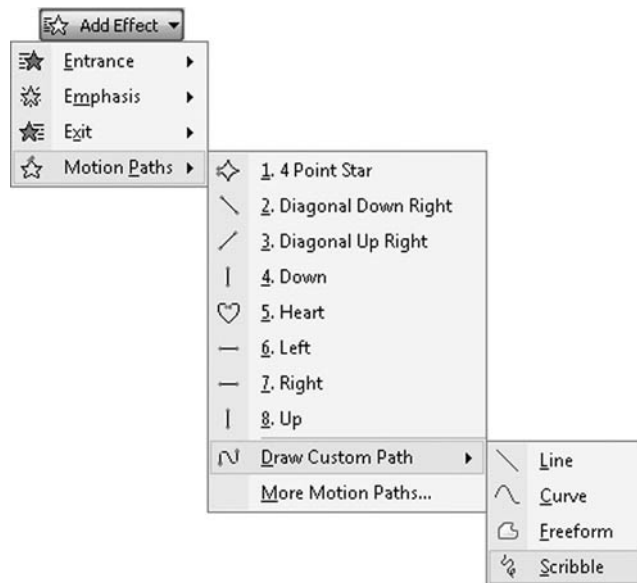 Add Effect
Entrance
Emphasis
Exit
Motion Paths
1. 4 Point Star
2. Diagonal Down Right
3. Diagonal Up Right
4. Down
5. Heart
6. Left
7. Right
8. Up
Draw Custom Path
More Motion Paths...
Line
Curve
Freeform
Scribble